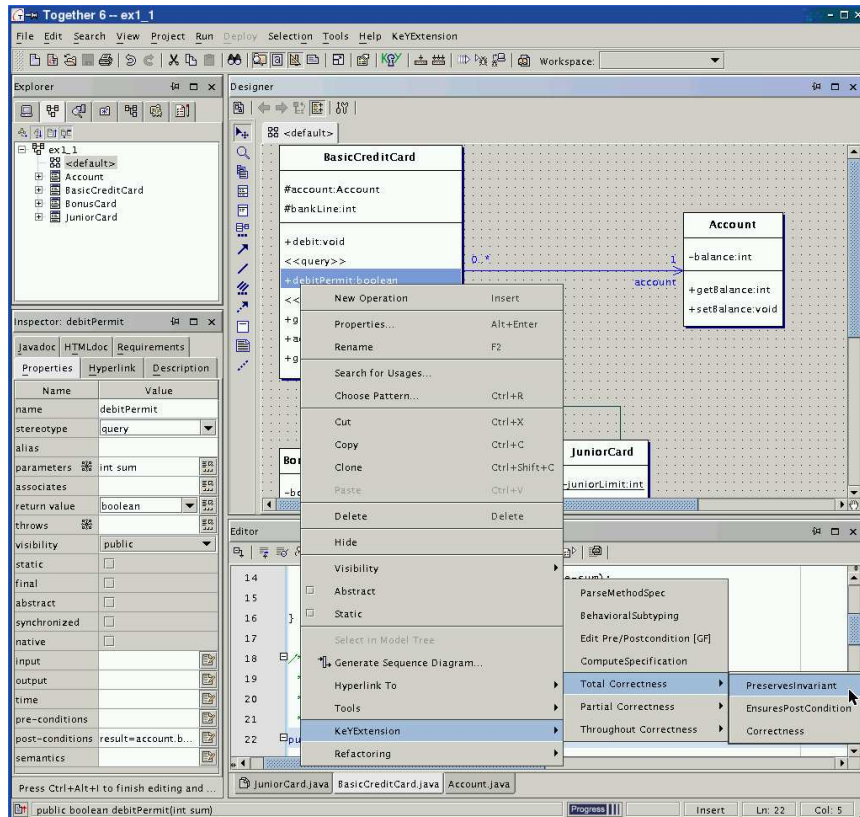 Together 6 -- ex1_1
File Edit Search View Project Run Deploy Selection Tools Help KeYExtension
Workspace:
Explorer
ex1_1
<default>
Account
BasicCreditCard
BonusCard
JuniorCard
Inspector: debitPermit
Javadoc HTMLdoc Requirements
Properties Hyperlink Description
Name Value
name debitPermit
stereotype query
alias
parameters int sum
associates
return value boolean
throws
visibility public
static
final
abstract
synchronized
native
input
output
time
pre-conditions
post-conditions result=account.b...
semantics
Press Ctrl+Alt+I to finish editing and ...
Designer
<default>
BasicCreditCard
#account:Account
#bankLine:int
+debit:void
<<query>>
+debitPermit:boolean
<<
+g
+a
+g
0..*
1
account
Account
-balance:int
+getBalance:int
+setBalance:void
Bo
-bo
JuniorCard
-juniorLimit:int
New Operation Insert
Properties... Alt+Enter
Rename F2
Search for Usages...
Choose Pattern... Ctrl+R
Cut Ctrl+X
Copy Ctrl+C
Clone Ctrl+Shift+C
Paste Ctrl+V
Delete Delete
Hide
Visibility
Abstract
Static
Select in Model Tree
Generate Sequence Diagram...
Hyperlink To
Tools
KeYExtension
Refactoring
ParseMethodSpec
BehavioralSubtyping
Edit Pre/Postcondition [GF]
ComputeSpecification
Total Correctness
Partial Correctness
Throughout Correctness
PreservesInvariant
EnsuresPostCondition
Correctness
Editor
14
15
16 }
17
18 /*
19 *
20 *
21 *
22 pu
JuniorCard.java BasicCreditCard.java Account.java
public boolean debitPermit(int sum)
Progress
Insert Ln: 22 Col: 5